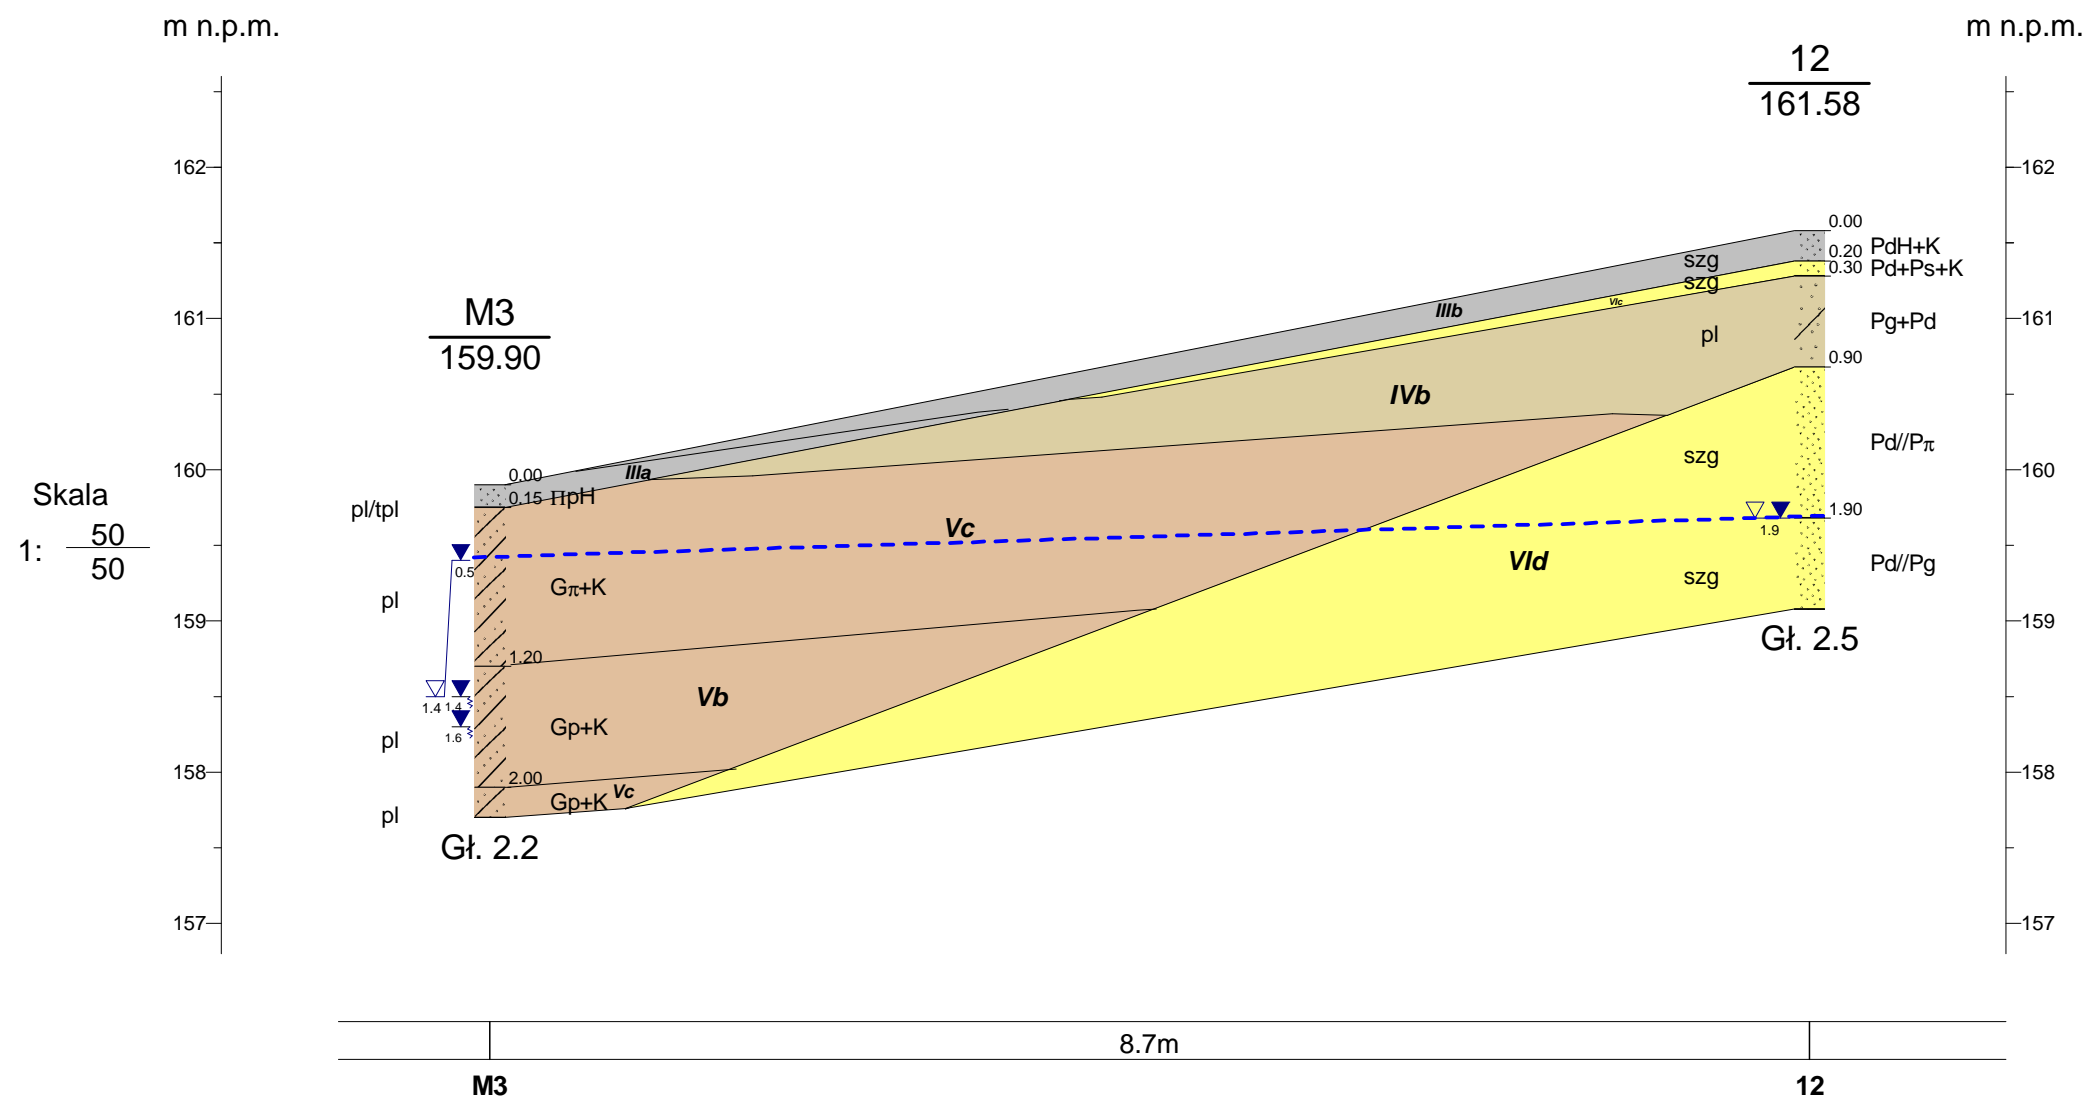 m n.p.m.
m n.p.m.
12
161.58
162
162
0.00
PdH+K
szg
0.20
0.30
Pd+Ps+K
szg
VIc
M3
159.90
IIIb
161
161
Pg+Pd
pl
0.90
IVb
Pd//Pπ
szg
160
160
0.00
IIIa
Skala
1: 50
50
pl/tpl
0.15 ΠpH
1.90
Vc
1.9
0.5
VId
Pd//Pg
szg
Gπ+K
pl
159
159
Gł. 2.5
1.20
Vb
1.4 1.4
Gp+K
pl
1.6
158
158
2.00
Vc
Gp+K
pl
Gł. 2.2
157
157
8.7m
M3
12